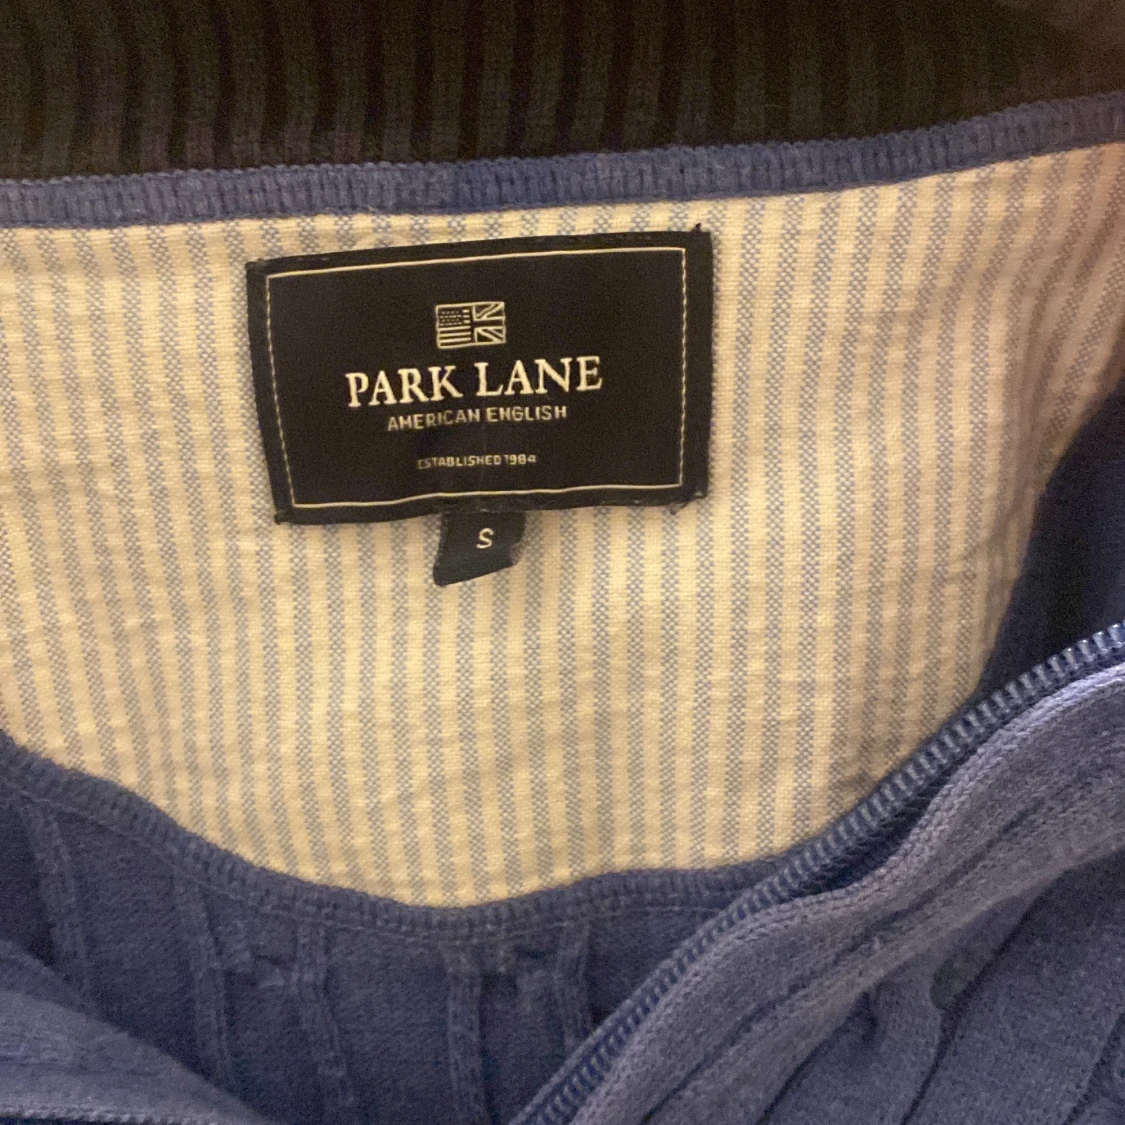 PARK LANE
AMERICAN ENGLISH
ESTABLISHED 1984
S